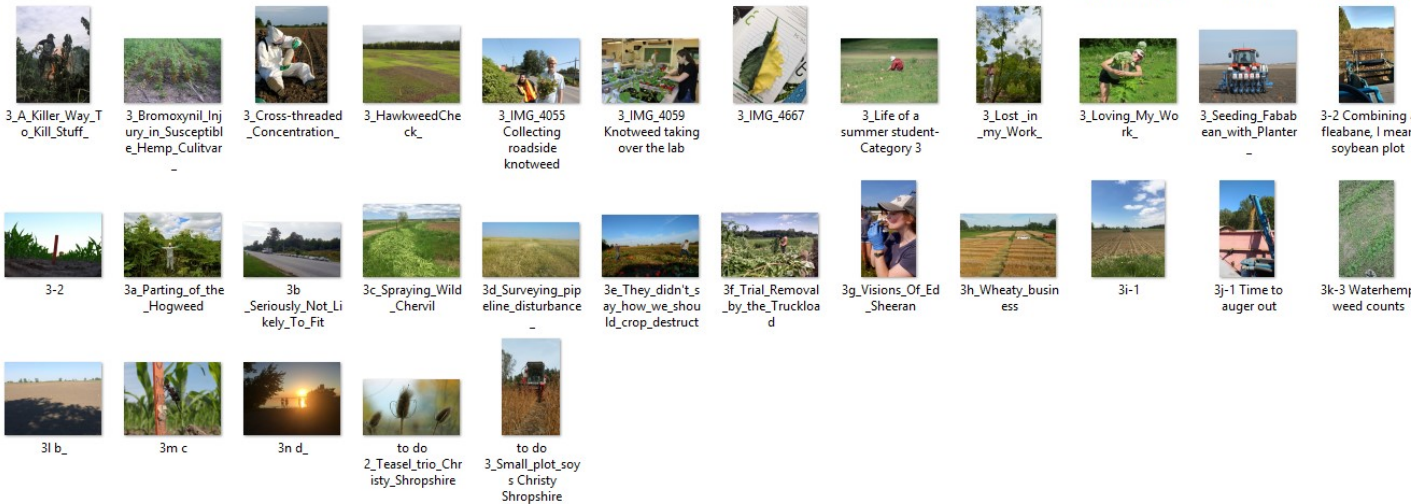 3_A_Killer_Way_T
o_Kill_Stuff_
3_Bromoxynil_Inj
ury_in_Susceptibl
e_Hemp_Culitvar
_
3_Cross-threaded
_Concentration_
3_HawkweedChe
ck_
3_IMG_4055
Collecting
roadside
knotweed
3_IMG_4059
Knotweed taking
over the lab
3_IMG_4667
3_Life of a
summer student-
Category 3
3_Lost _in
_my_Work_
3_Loving_My_Wo
rk_
3_Seeding_Fabab
ean_with_Planter
_
3-2 Combining
fleabane, I mean
soybean plot
3-2
3a_Parting_of_the
_Hogweed
3b
_Seriously_Not_Li
kely_To_Fit
3c_Spraying_Wild
_Chervil
3d_Surveying_pip
eline_disturbance
_
3e_They_didn't_s
ay_how_we_shou
ld_crop_destruct
3f_Trial_Removal
_by_the_Truckloa
d
3g_Visions_Of_Ed
_Sheeran
3h_Wheaty_busin
ess
3i-1
3j-1 Time to
auger out
3k-3 Waterhemp
weed counts
3l b_
3m c
3n d_
to do
2_Teasel_trio_Chr
isty_Shropshire
to do
3_Small_plot_soy
s Christy
Shropshire